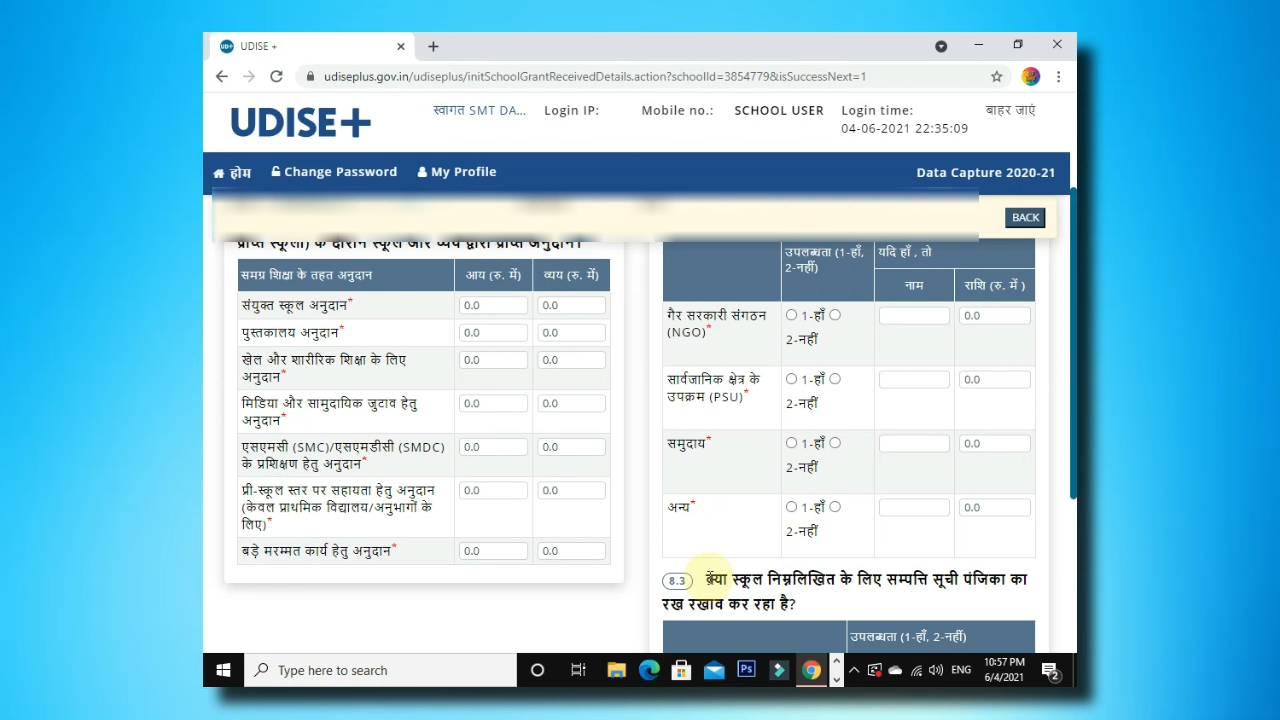 UDISE +
udiseplus.gov.in/udiseplus/initSchoolGrantReceivedDetails.action?schoolId=3854779&isSuccessNext=1
UDISE+
स्वागत SMT DA...
Login IP:
Mobile no.:
SCHOOL USER
Login time:
04-06-2021 22:35:09
बाहर जाएं
होम
Change Password
My Profile
Data Capture 2020-21
BACK
प्राप्त स्कूलों) के दौरान स्कूल और व्यय द्वारा प्राप्त अनुदान।
समग्र शिक्षा के तहत अनुदान
आय (रु. में)
व्यय (रु. में)
संयुक्त स्कूल अनुदान*
0.0
0.0
पुस्तकालय अनुदान*
0.0
0.0
खेल और शारीरिक शिक्षा के लिए
अनुदान*
0.0
0.0
मिडिया और सामुदायिक जुटाव हेतु
अनुदान*
0.0
0.0
एसएमसी (SMC)/एसएमडीसी (SMDC)
के प्रशिक्षण हेतु अनुदान*
0.0
0.0
प्री-स्कूल स्तर पर सहायता हेतु अनुदान
(केवल प्राथमिक विद्यालय/अनुभागों के
लिए)*
0.0
0.0
बड़े मरम्मत कार्य हेतु अनुदान*
0.0
0.0
उपलब्धता (1-हाँ,
2-नहीं)
यदि हाँ , तो
नाम
राशि (रु. में )
गैर सरकारी संगठन
(NGO)*
1-हाँ
2-नहीं
0.0
सार्वजानिक क्षेत्र के
उपक्रम (PSU)*
1-हाँ
2-नहीं
0.0
समुदाय*
1-हाँ
2-नहीं
0.0
अन्य*
1-हाँ
2-नहीं
0.0
8.3 क्या स्कूल निम्नलिखित के लिए सम्पत्ति सूची पंजिका का
रख रखाव कर रहा है?
उपलब्धता (1-हाँ, 2-नहीं)
Type here to search
Ps
ENG
10:57 PM
6/4/2021
2